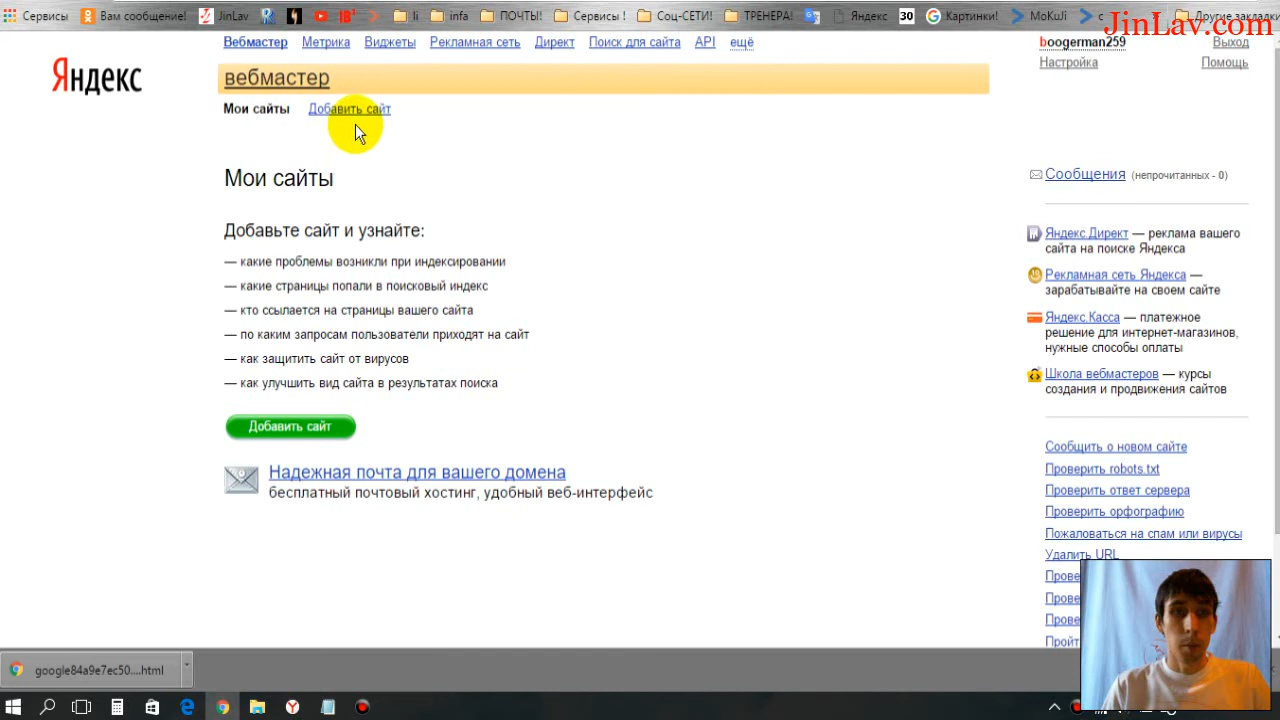 Сервисы Вам сообщение! JinLav. li infa ПОЧТЫ! Сервисы ! Соц-СЕТИ! ТРЕНЕРА! Яндекс 30 Картинки! MoKuJi с Другие закладки
JinLav.com
Вебмастер Метрика Виджеты Рекламная сеть Директ Поиск для сайта API ещё
boogerman259 Выход
Настройка Помощь
Яндекс
вебмастер
Мои сайты Добавить сайт
Мои сайты
Добавьте сайт и узнайте:
— какие проблемы возникли при индексировании
— какие страницы попали в поисковый индекс
— кто ссылается на страницы вашего сайта
— по каким запросам пользователи приходят на сайт
— как защитить сайт от вирусов
— как улучшить вид сайта в результатах поиска
Добавить сайт
Надежная почта для вашего домена
бесплатный почтовый хостинг, удобный веб-интерфейс
Сообщения (непрочитанных - 0)
Яндекс.Директ — реклама вашего
сайта на поиске Яндекса
Рекламная сеть Яндекса —
зарабатывайте на своем сайте
Яндекс.Касса — платежное
решение для интернет-магазинов,
нужные способы оплаты
Школа вебмастеров — курсы
создания и продвижения сайтов
Сообщить о новом сайте
Проверить robots.txt
Проверить ответ сервера
Проверить орфографию
Пожаловаться на спам или вирусы
Удалить URL
Прове
Прове
Прове
Пройт
google84a9e7ec50....html